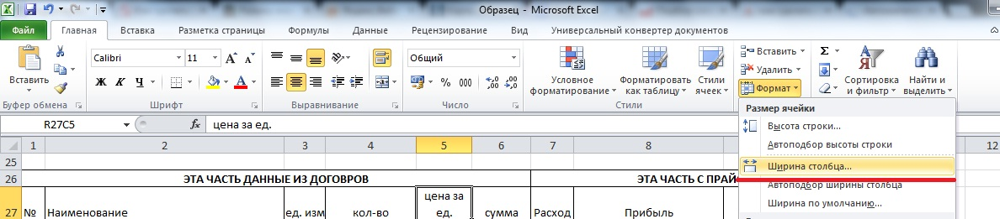 Образец - Microsoft Excel
Файл Главная Вставка Разметка страницы Формулы Данные Рецензирование Вид Универсальный конвертер документов
Calibri 11 Общий Вставить
Вставить Удалить
Ж К Ч Условное форматирование Форматировать как таблицу Стили ячеек Формат Сортировка и фильтр Найти и выделить
Буфер обмена Шрифт Выравнивание Число Стили
Размер ячейки
R27C5 fx цена за ед.
Высота строки...
1 2 3 4 5 6 7 8 12
Автоподбор высоты строки
25
Ширина столбца...
26 ЭТА ЧАСТЬ ДАННЫЕ ИЗ ДОГОВРОВ ЭТА ЧАСТЬ С ПРАЙ
Автоподбор ширины столбца
27 № Наименование ед. изм кол-во цена за ед. сумма Расход Прибыль
Ширина по умолчанию...